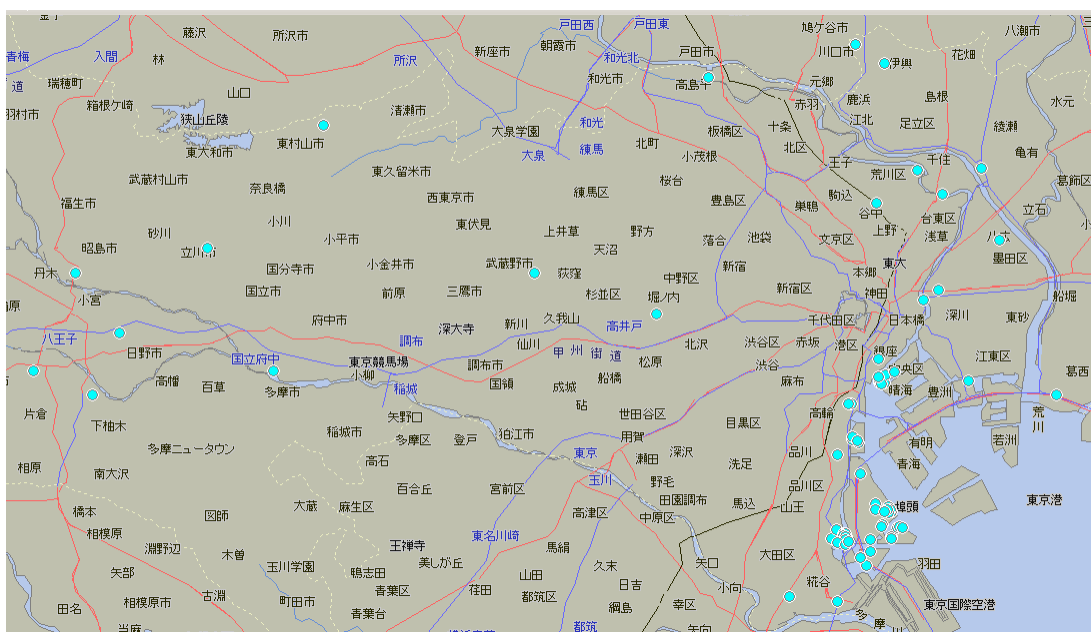 金子
藤沢
所沢市
戸田西
戸田東
鳩ケ谷市
八潮市
青梅
入間
林
所沢
新座市
朝霞市
和光北
戸田市
川口市
花畑
伊興
道
瑞穂町
山口
和光市
高島平
元郷
箱根ケ崎
清瀬市
赤羽
鹿浜
島根
水元
羽村市
狭山丘陵
大泉学園
和光
板橋区
十条
江北
足立区
綾瀬
東村山市
北町
北区
東大和市
大泉
練馬
小茂根
王子
千住
亀有
武蔵村山市
奈良橋
東久留米市
桜台
荒川区
葛飾区
福生市
西東京市
練馬区
豊島区
駒込
谷中
立石
小川
東伏見
巣鴨
台東区
砂川
小平市
上井草
野方
落合
池袋
文京区
上野
浅草
昭島市
立川市
天沼
八広
丹木
国分寺市
小金井市
武蔵野市
荻窪
中野区
新宿
本郷
東大
墨田区
小宮
国立市
前原
三鷹市
杉並区
堀ノ内
新宿区
神田
船堀
府中市
新川
久我山
千代田区
日本橋
深川
東砂
八王子
調布
深大寺
高井戸
日野市
仙川
北沢
渋谷区
赤坂
港区
銀座
国立府中
東京競馬場
調布市
甲州街道
松原
渋谷
中央区
江東区
高幡
百草
多摩市
小柳
国領
成城
船橋
麻布
晴海
豊洲
葛西
片倉
稲城
砧
下柚木
矢野口
世田谷区
高輪
荒川
多摩ニュータウン
稲城市
多摩区
登戸
狛江市
用賀
目黒区
有明
若洲
相原
南大沢
高石
東京
瀬田
深沢
洗足
品川
青海
百合丘
宮前区
玉川
野毛
品川区
橋本
大蔵
麻生区
田園調布
馬込
山王
埠頭
東京港
図師
高津区
中原区
相模原
東名川崎
淵野辺
木曽
王禅寺
馬絹
大田区
矢部
玉川学園
鴨志田
美しが丘
山田
久末
矢口
羽田
青葉区
荏田
都筑区
日吉
小向
糀谷
田名
相模原市
古淵
町田市
青葉台
綱島
幸区
東京国際空港
当麻
都筑
矢向
多
摩
川